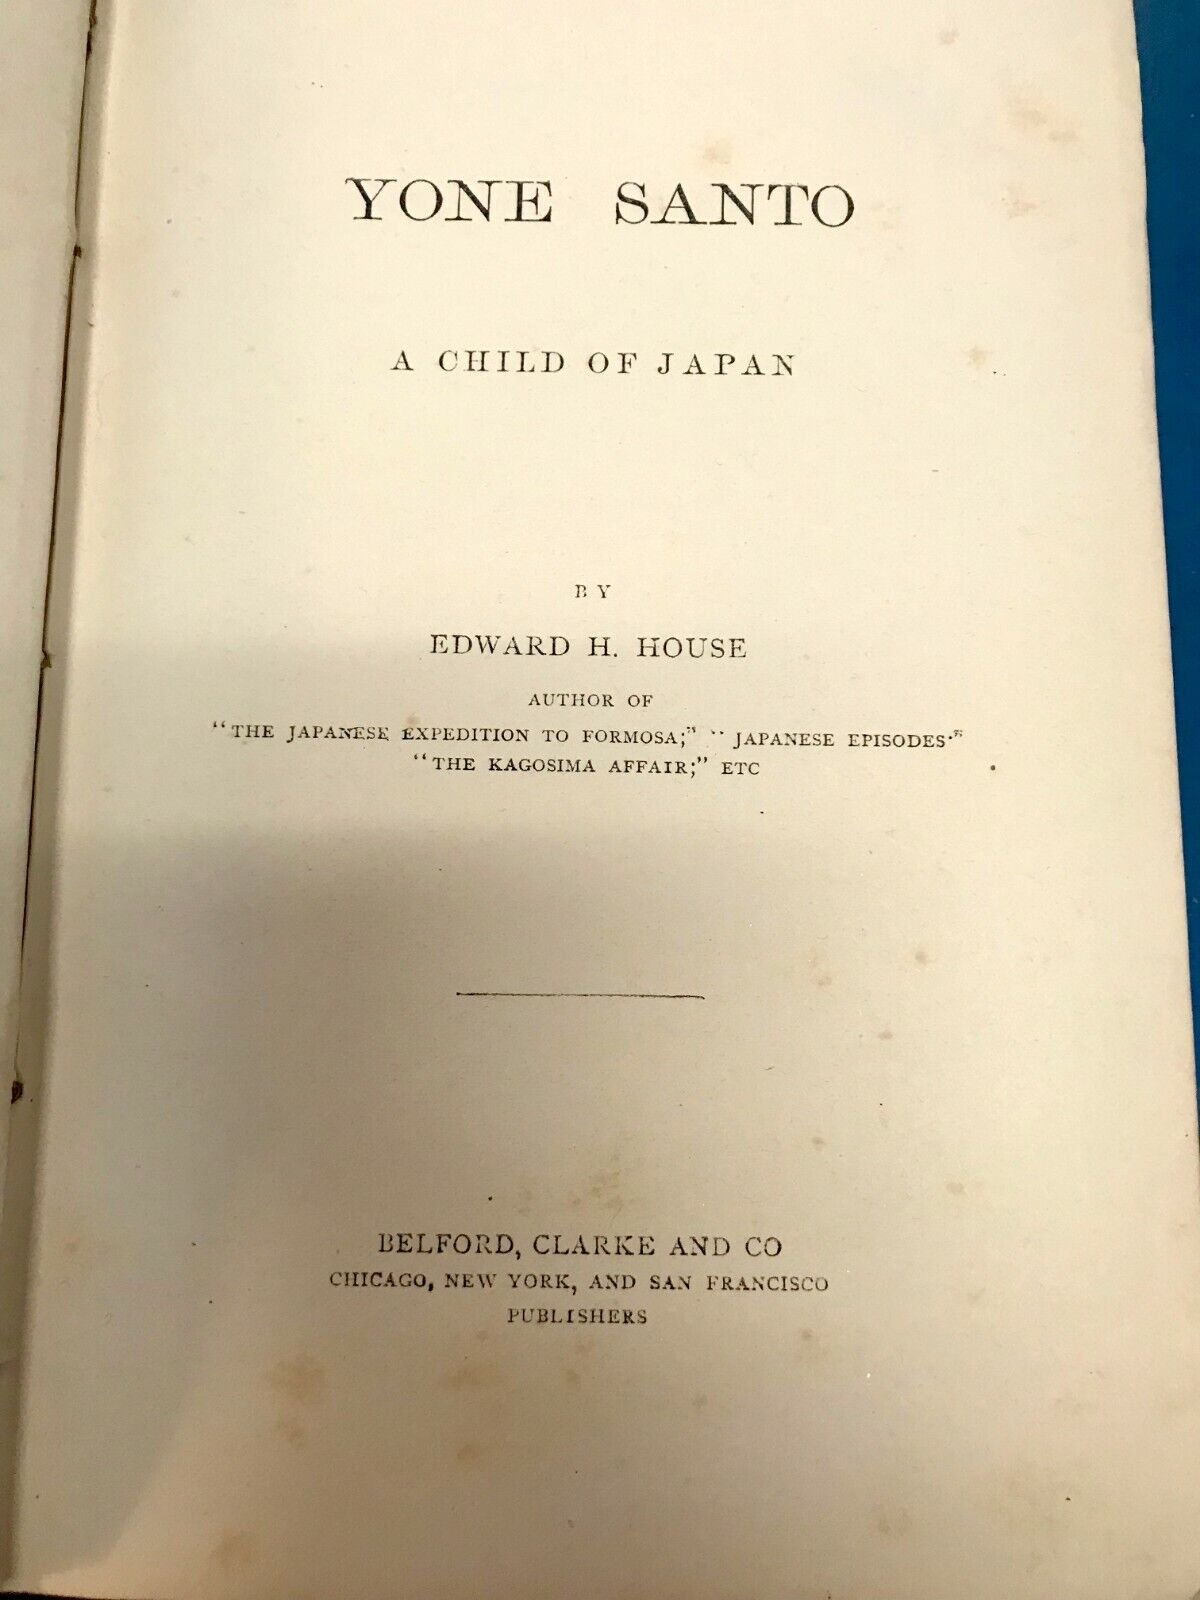 YONE SANTO
A CHILD OF JAPAN
BY
EDWARD H. HOUSE
AUTHOR OF
"THE JAPANESE EXPEDITION TO FORMOSA;" "JAPANESE EPISODES;"
"THE KAGOSIMA AFFAIR;" ETC
BELFORD, CLARKE AND CO
CHICAGO, NEW YORK, AND SAN FRANCISCO
PUBLISHERS